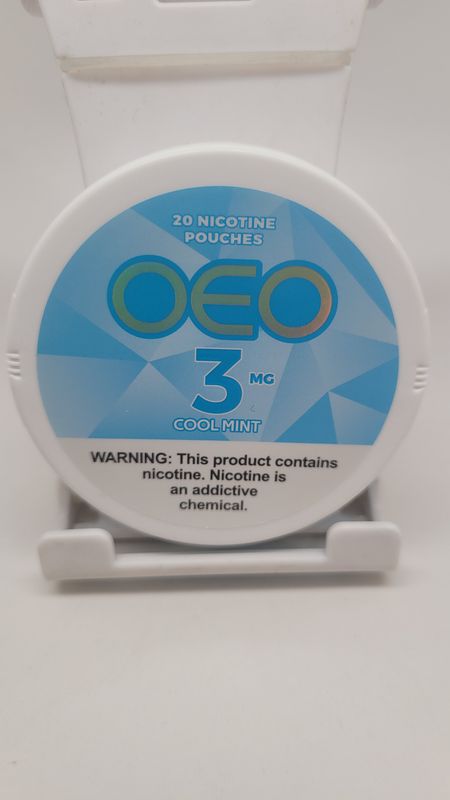 20 NICOTINE
POUCHES
OEO
3 MG
COOL MINT
WARNING: This product contains
nicotine. Nicotine is
an addictive
chemical.